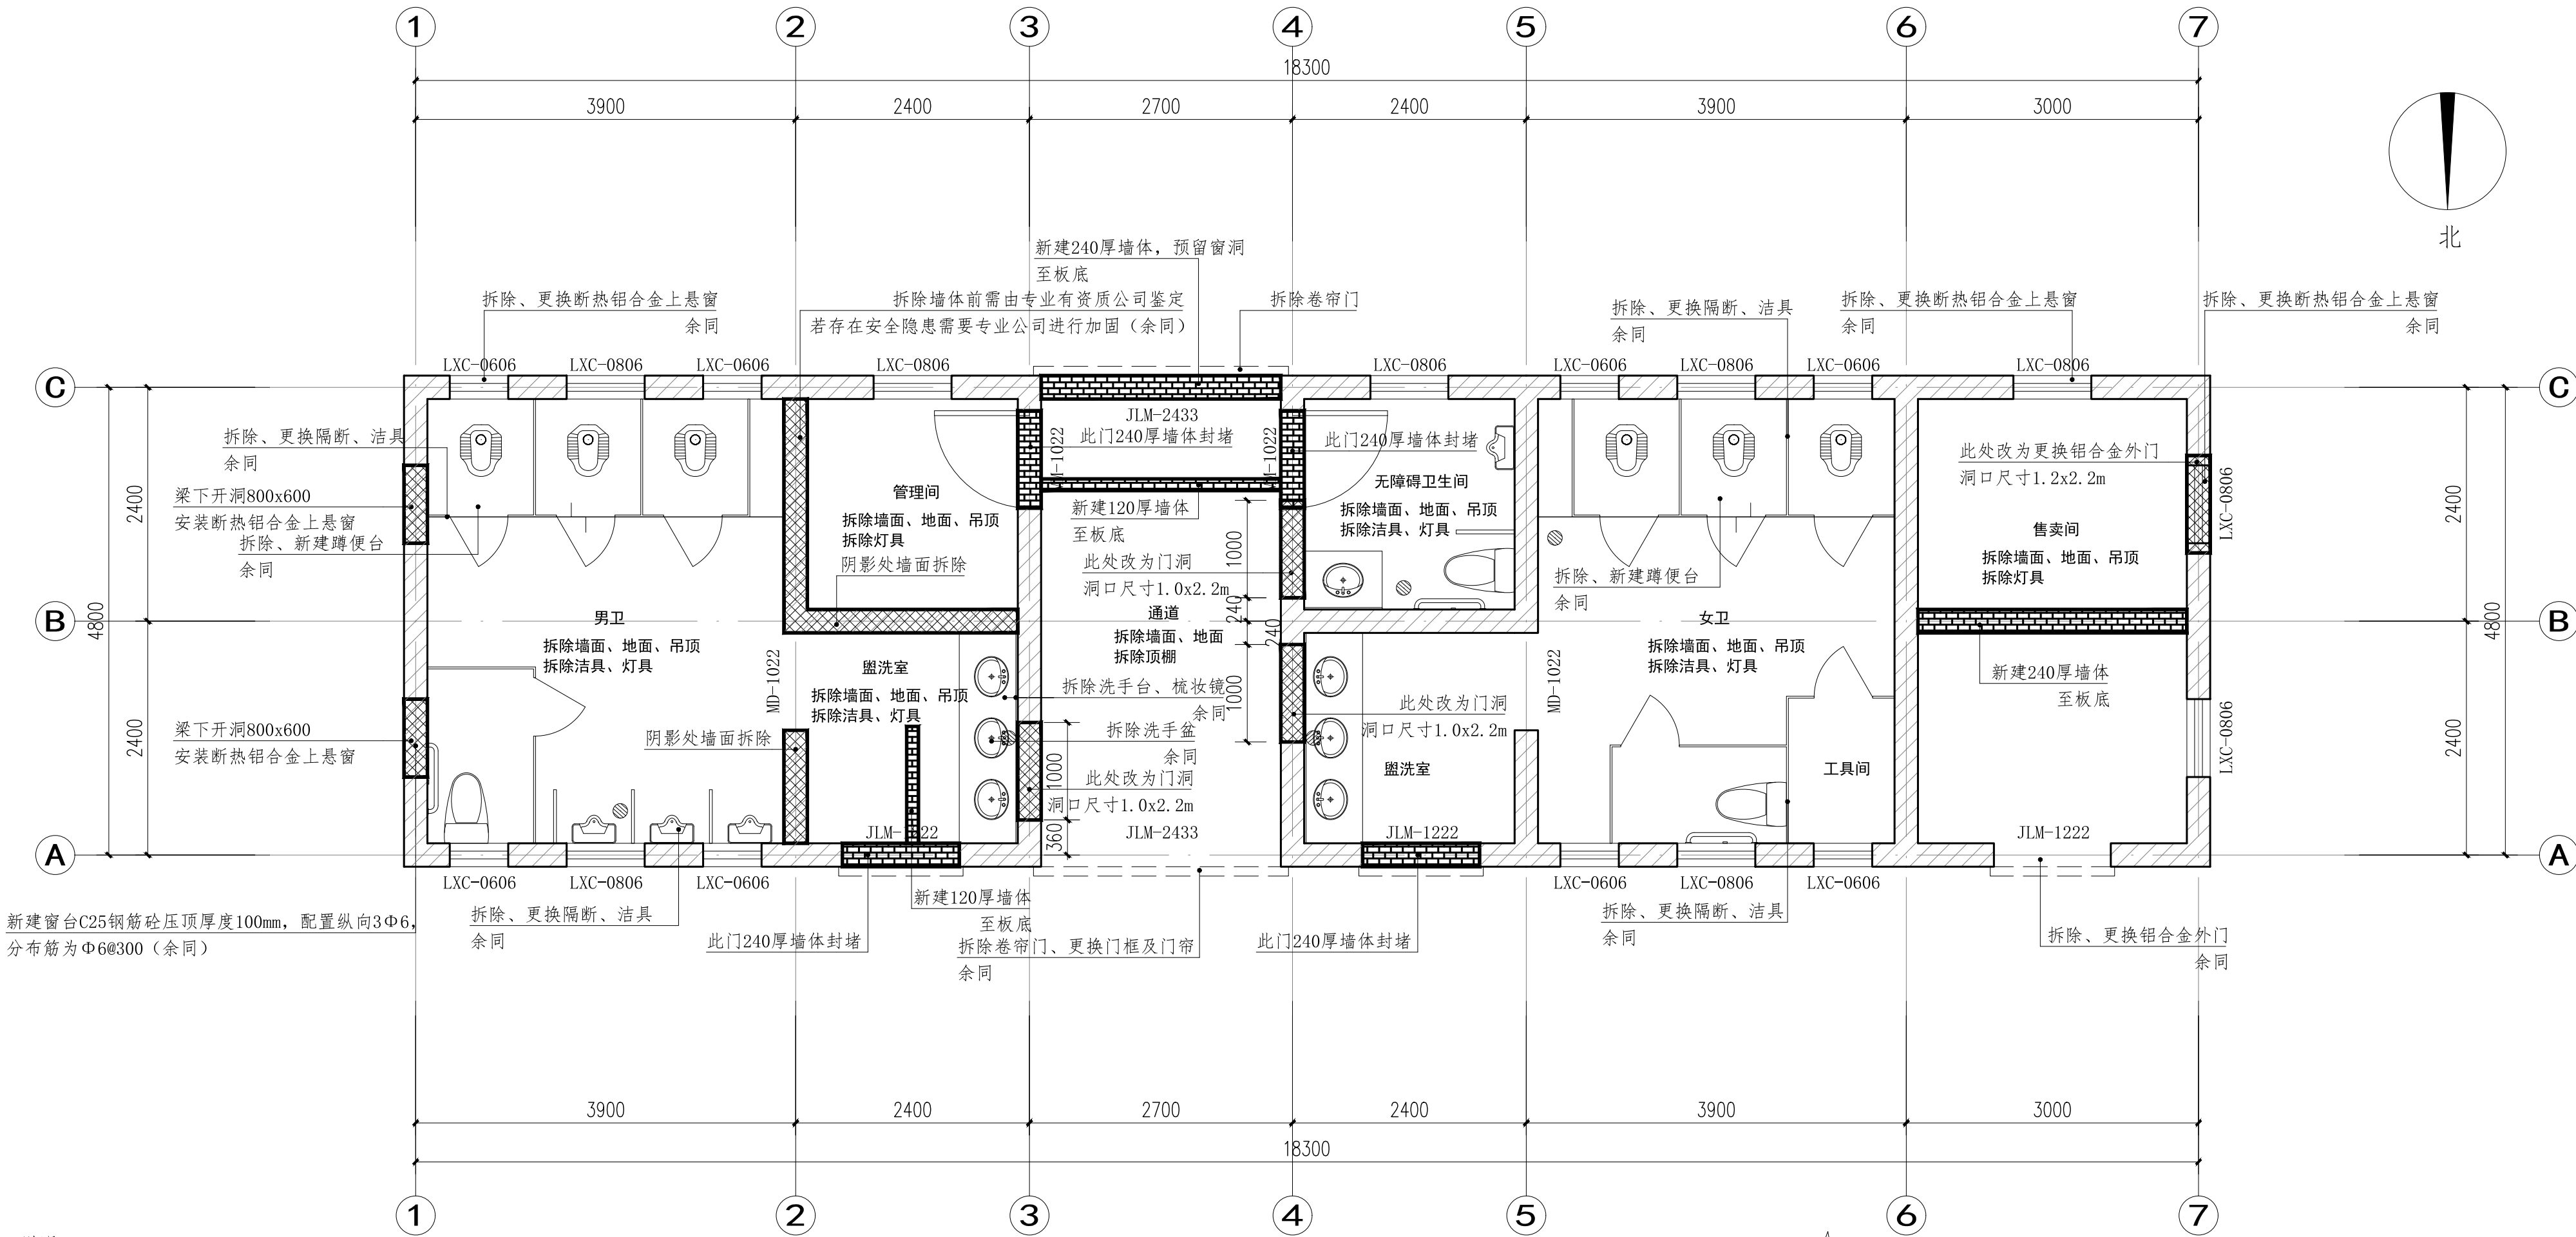 1 2 3 4 5 6 7
18300
3900 2400 2700 2400 3900 3000
北
新建240厚墙体，预留窗洞
至板底
拆除、更换断热铝合金上悬窗
余同
拆除墙体前需由专业有资质公司鉴定
若存在安全隐患需要专业公司进行加固（余同）
拆除卷帘门
拆除、更换隔断、洁具
余同
拆除、更换断热铝合金上悬窗
余同
拆除、更换断热铝合金上悬窗
余同
LXC-0606 LXC-0806 LXC-0606 LXC-0806 LXC-0806 LXC-0606 LXC-0806 LXC-0606 LXC-0806
C C
JLM-2433
拆除、更换隔断、洁具
余同
此门240厚墙体封堵
M-1022
M-1022
此门240厚墙体封堵
此处改为更换铝合金外门
洞口尺寸1.2x2.2m
LXC-0806
梁下开洞800x600
安装断热铝合金上悬窗
拆除、新建蹲便台
余同
管理间
拆除墙面、地面、吊顶
拆除灯具
阴影处墙面拆除
新建120厚墙体
至板底
此处改为门洞
洞口尺寸1.0x2.2m
1000
240
240
1000
无障碍卫生间
拆除墙面、地面、吊顶
拆除洁具、灯具
拆除、新建蹲便台
余同
售卖间
拆除墙面、地面、吊顶
拆除灯具
2400
2400
4800
B B
4800
2400
2400
男卫
拆除墙面、地面、吊顶
拆除洁具、灯具
通道
拆除墙面、地面
拆除顶棚
女卫
拆除墙面、地面、吊顶
拆除洁具、灯具
MD-1022
盥洗室
拆除墙面、地面、吊顶
拆除洁具、灯具
拆除洗手台、梳妆镜
余同
此处改为门洞
洞口尺寸1.0x2.2m
MD-1022
新建240厚墙体
至板底
LXC-0806
梁下开洞800x600
安装断热铝合金上悬窗
阴影处墙面拆除
拆除洗手盆
余同
1000
此处改为门洞
洞口尺寸1.0x2.2m
360
盥洗室
工具间
JLM-1222
JLM-2433
JLM-1222
JLM-1222
A A
LXC-0606 LXC-0806 LXC-0606 LXC-0606 LXC-0806 LXC-0606
新建窗台C25钢筋砼压顶厚度100mm，配置纵向3Φ6，
分布筋为Φ6@300（余同）
拆除、更换隔断、洁具
余同
此门240厚墙体封堵
新建120厚墙体
至板底
拆除卷帘门、更换门框及门帘
余同
此门240厚墙体封堵
拆除、更换隔断、洁具
余同
拆除、更换铝合金外门
余同
3900 2400 2700 2400 3900 3000
18300
1 2 3 4 5 6 7